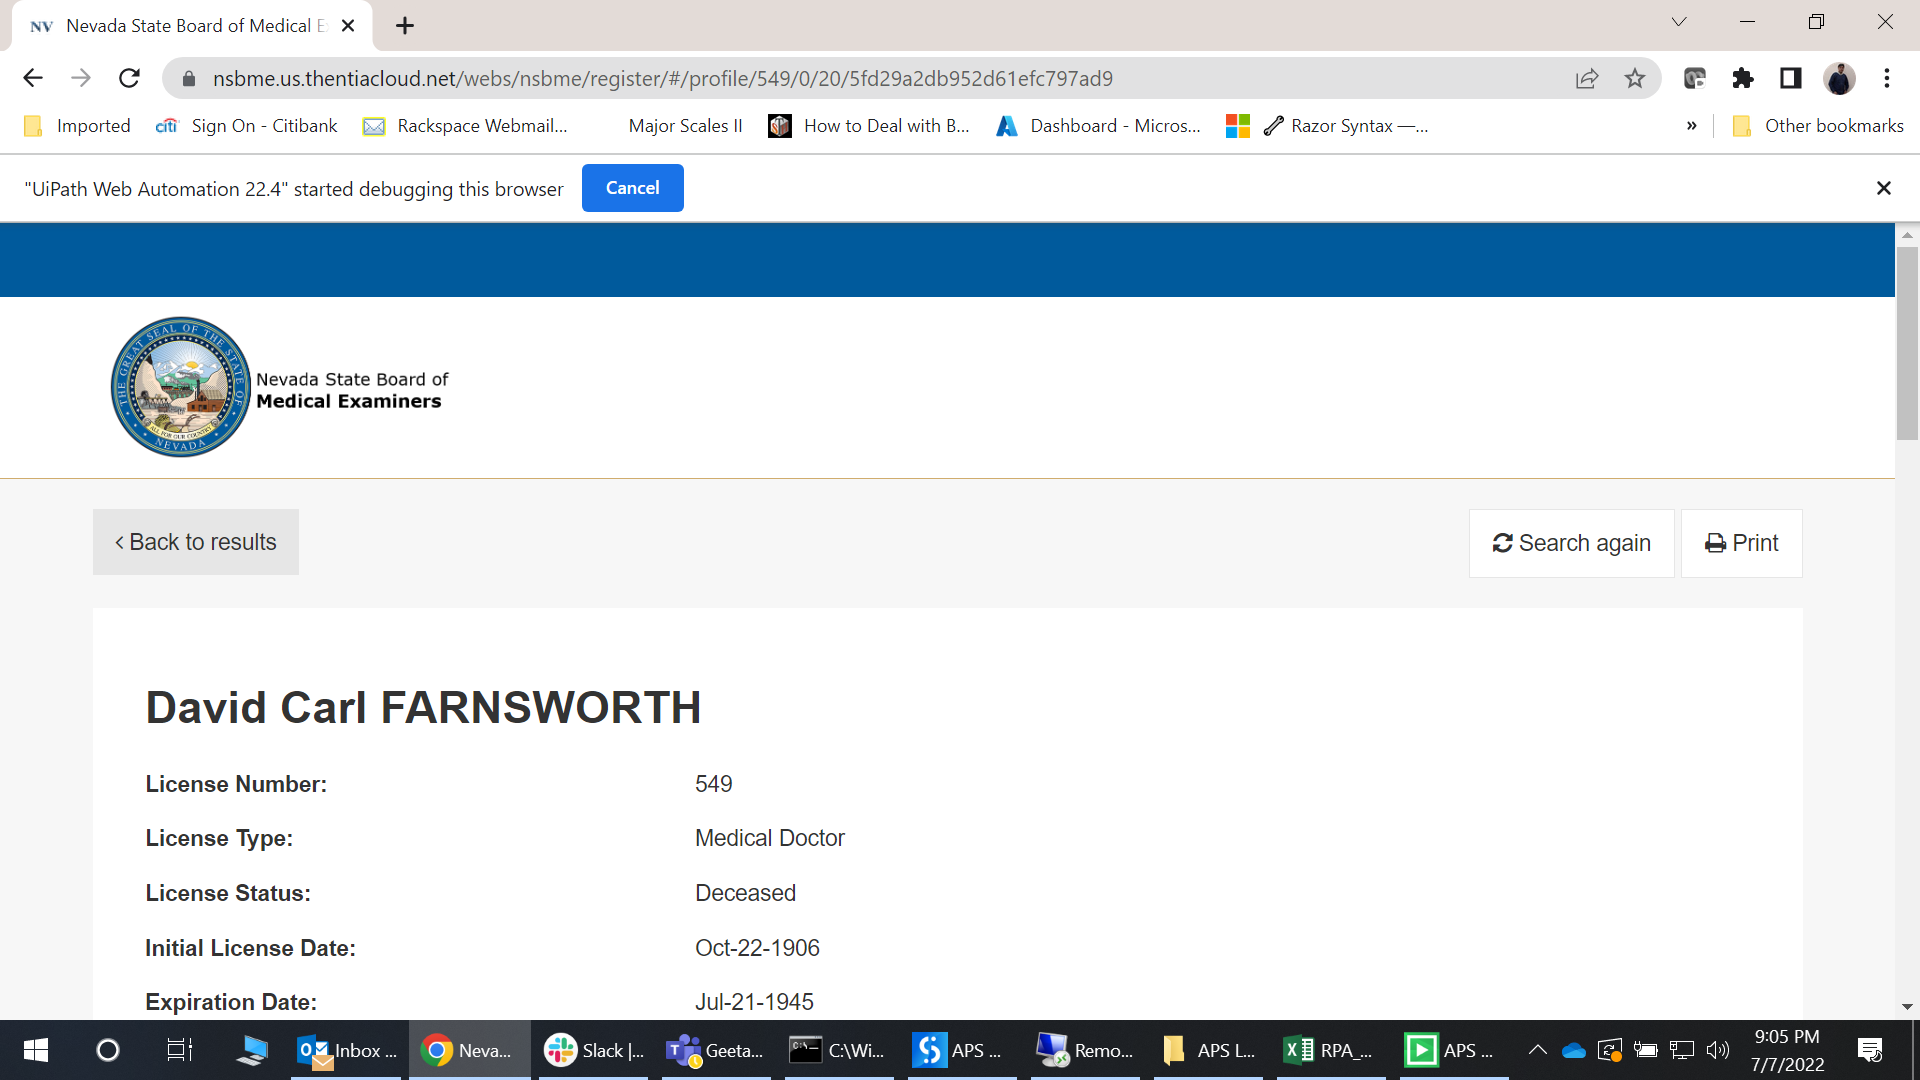 NV Nevada State Board of Medical E
nsbme.us.thentiacloud.net/webs/nsbme/register/#/profile/549/0/20/5fd29a2db952d61efc797ad9
Imported citi Sign On - Citibank Rackspace Webmail... Major Scales II How to Deal with B... Dashboard - Micros... Razor Syntax —... » Other bookmarks
"UiPath Web Automation 22.4" started debugging this browser Cancel
THE GREAT SEAL OF THE STATE OF NEVADA
ALL FOR OUR COUNTRY
Nevada State Board of
Medical Examiners
Back to results Search again Print
David Carl FARNSWORTH
License Number: 549
License Type: Medical Doctor
License Status: Deceased
Initial License Date: Oct-22-1906
Expiration Date: Jul-21-1945
Inbox ... Neva... Slack |... Geeta... C:\Wi... APS ... Remo... APS L... RPA_... APS ... 9:05 PM
7/7/2022